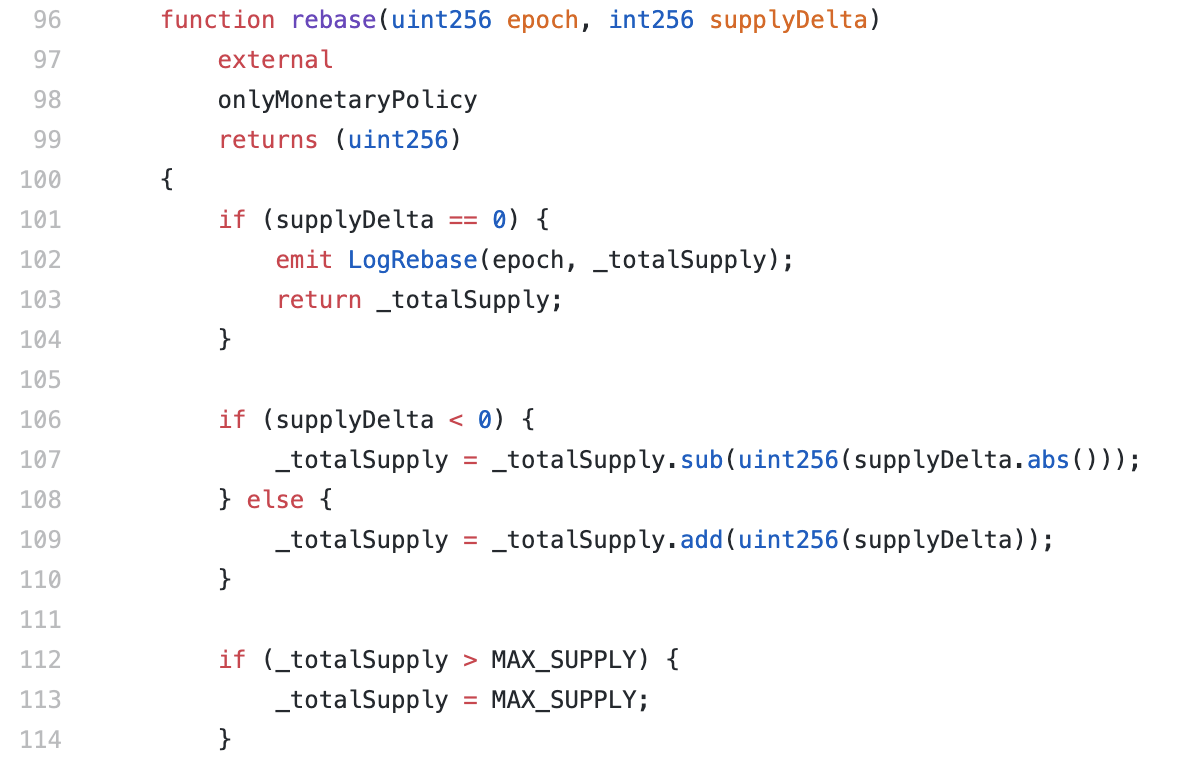 96 function rebase(uint256 epoch, int256 supplyDelta)
97 external
98 onlyMonetaryPolicy
99 returns (uint256)
100 {
101 if (supplyDelta == 0) {
102 emit LogRebase(epoch, _totalSupply);
103 return _totalSupply;
104 }
105
106 if (supplyDelta < 0) {
107 _totalSupply = _totalSupply.sub(uint256(supplyDelta.abs()));
108 } else {
109 _totalSupply = _totalSupply.add(uint256(supplyDelta));
110 }
111
112 if (_totalSupply > MAX_SUPPLY) {
113 _totalSupply = MAX_SUPPLY;
114 }